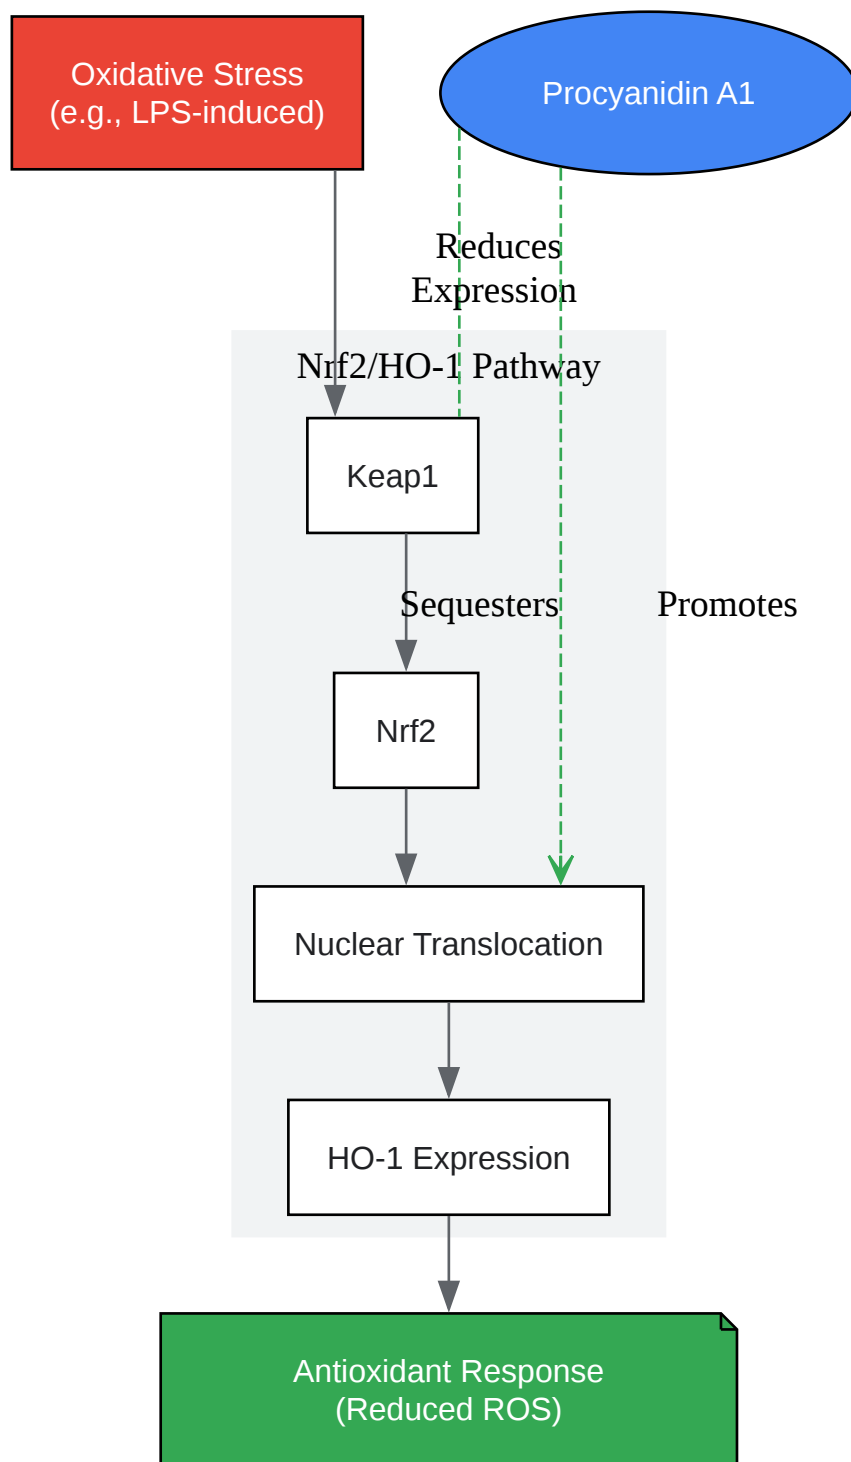 Oxidative Stress
(e.g., LPS-induced)
Procyanidin A1
Reduces
Expression
Nrf2/HO-1 Pathway
Keap1
Sequesters
Promotes
Nrf2
Nuclear Translocation
HO-1 Expression
Antioxidant Response
(Reduced ROS)